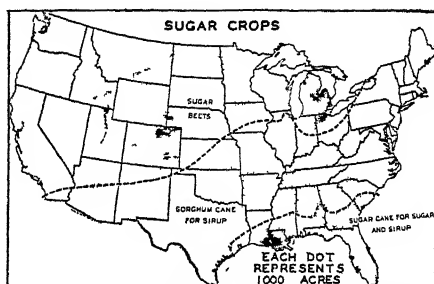 SUGAR CROPS
SUGAR
BEETS
SORGHUM CANE
FOR SIRUP
SUGAR CANE FOR SUGAR
AND SIRUP
EACH DOT
REPRESENTS
1000 ACRES